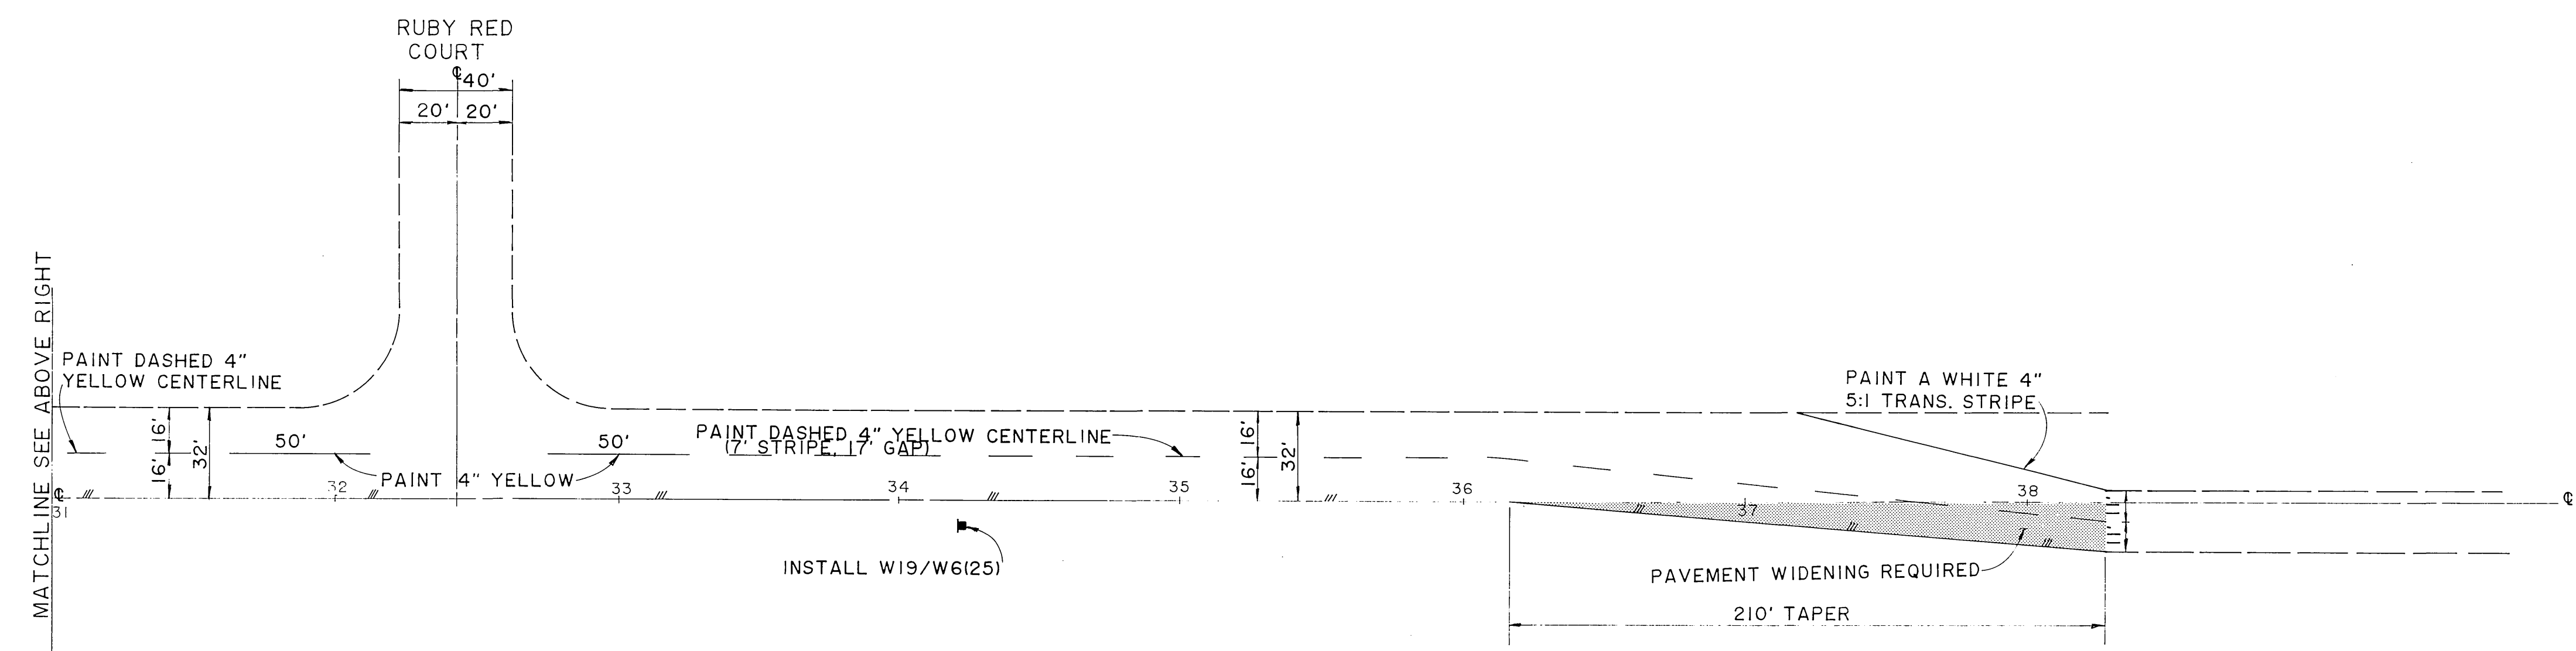 RUBY RED
COURT
℄
40'
20' 20'
MATCHLINE SEE ABOVE RIGHT
PAINT DASHED 4"
YELLOW CENTERLINE
16'
16'
32'
50'
50'
PAINT 4" YELLOW
PAINT DASHED 4" YELLOW CENTERLINE
(7' STRIPE, 17' GAP)
16'
16'
32'
PAINT A WHITE 4"
5:1 TRANS. STRIPE
℄
31
32
33
34
35
36
37
38
℄
INSTALL W19/W6(25)
PAVEMENT WIDENING REQUIRED
210' TAPER